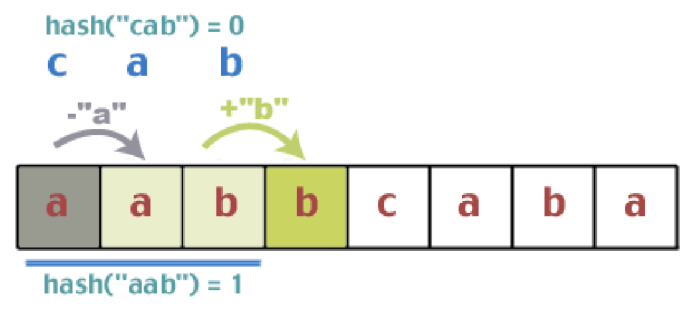 hash("cab") = 0
c a b
-"a" +"b"
a a b b c a b a
hash("aab") = 1